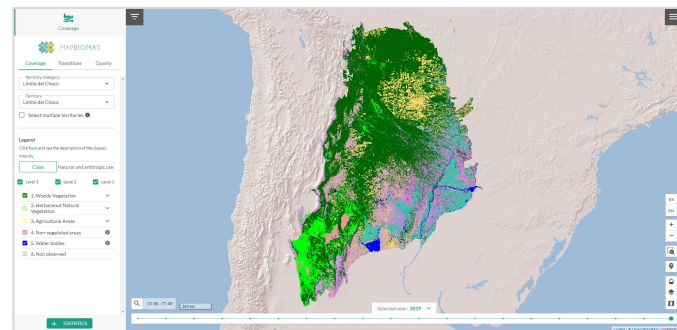 Coverage
MAPBIOMAS
Coverage Transitions Quality
Territory Category
Límite del Chaco
Territory
Límite del Chaco
Select multiple territories
Legend
Click here and see the description of the classes.
View by
Class Natural and anthropic use
Level 1 Level 2 Level 3
1. Woody Vegetation
2. Herbaceous Natural
Vegetation
3. Agricultural Areas
4. Non-vegetated areas
5. Water bodies
6. Non observed
STATISTICS
ES
EN
+
−
200 km
Selected year: 2019